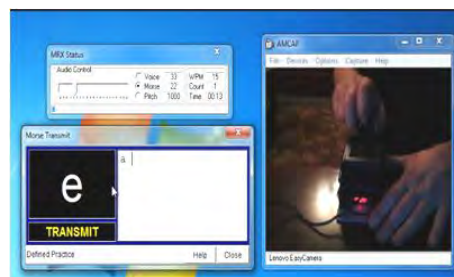 MRX Status
Audio Control
Voice 33 WPM 15
Morse 22 Count 1
Pitch 1000 Time 00:13
Morse Transmit
e
a
TRANSMIT
Defined Practice Help Close
AMCAP
File Devices Options Capture Help
Lenovo EasyCamera